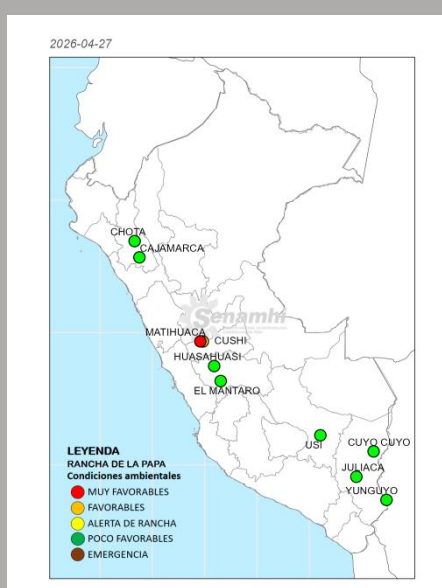 2026-04-27
CHOTA
CAJAMARCA
Senamhi
MATIHUACA
CUSHI
HUASAHUASI
EL MANTARO
USI
CUYO CUYO
JULIACA
YUNGUYO
LEYENDA
RANCHA DE LA PAPA
Condiciones ambientales
MUY FAVORABLES
FAVORABLES
ALERTA DE RANCHA
POCO FAVORABLES
EMERGENCIA